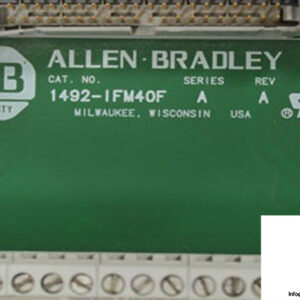 ALLEN·BRADLEY
CAT. NO. SERIES REV
1492-IFM40F A A
MILWAUKEE, WISCONSIN USA
B
®